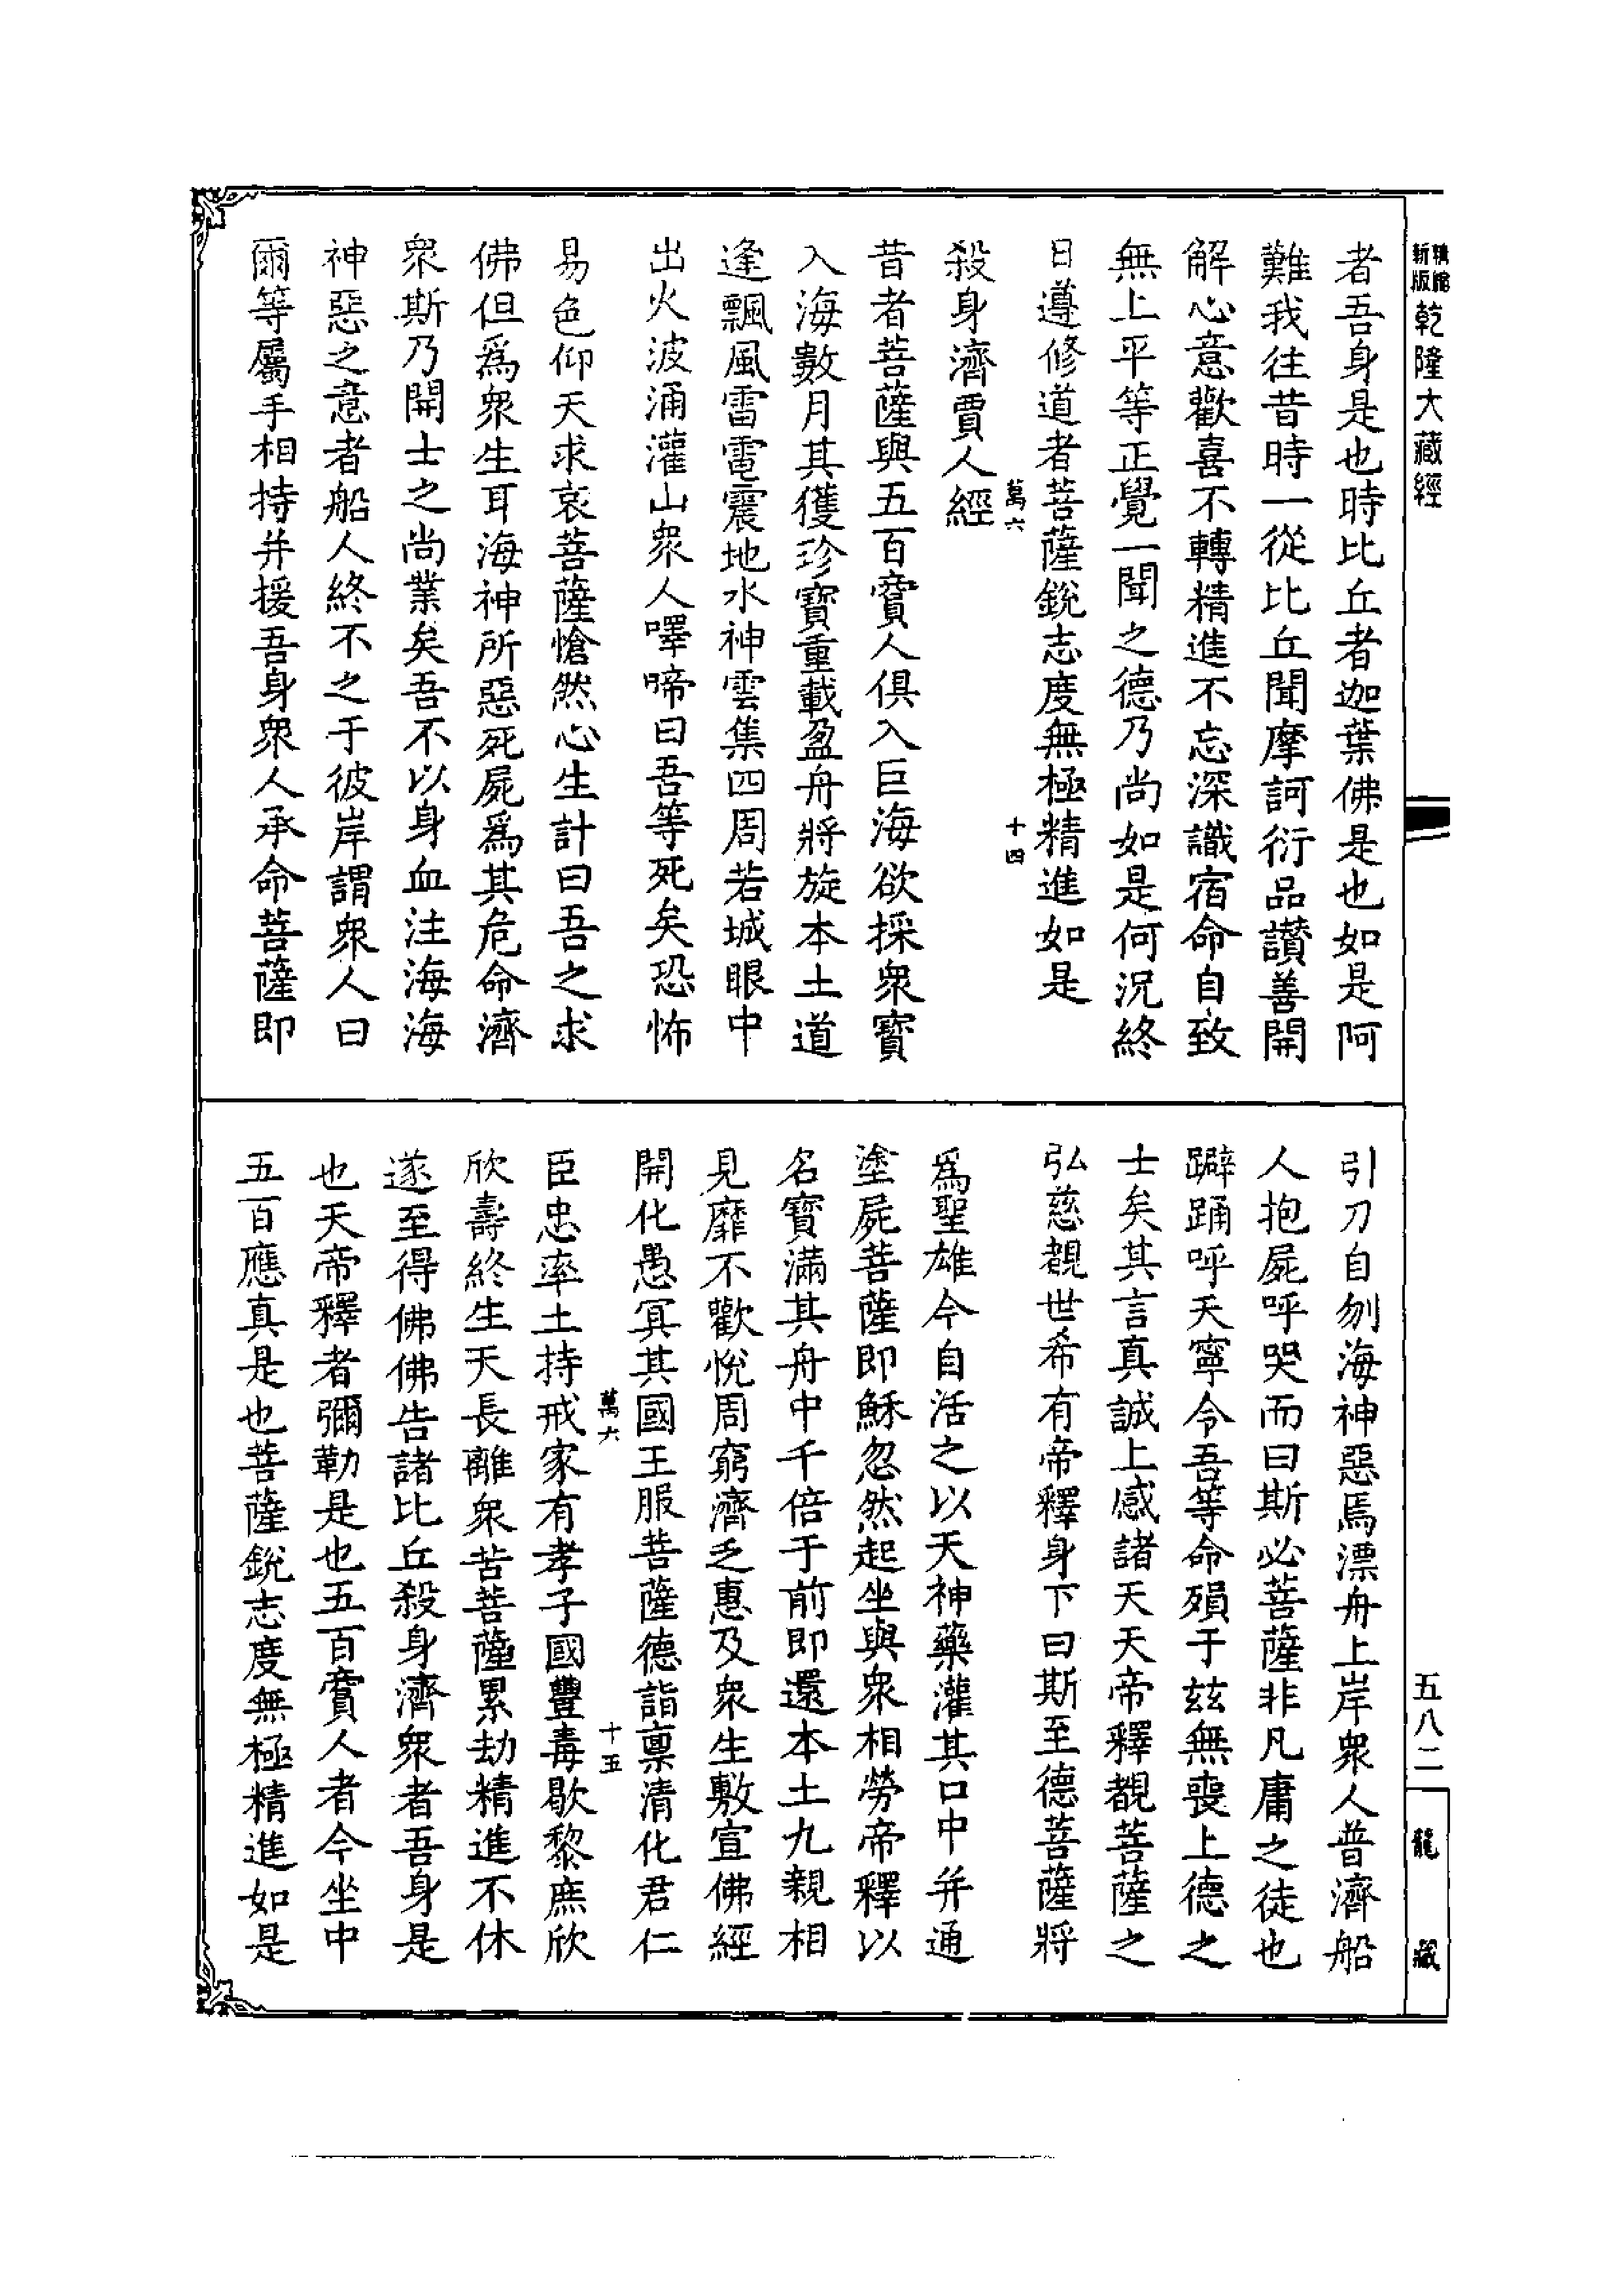 新版
精縮
乾隆大藏經
者吾身是也時比丘者迦葉佛是也如是阿
難我往昔時一從比丘聞摩訶衍品讃善開
解心意歡喜不轉精進不忘深識宿命自致
無上平等正覺一聞之德乃尚如是何況終
日遵修道者菩薩銳志度無極精進如是
萬六
十四
殺身濟賈人經
昔者菩薩與五百賓人俱入巨海欲採衆寶
入海數月其獲珍寶重載盈舟將旋本土道
逢飄風雷電震地水神雲集四周若城眼中
出火波涌灌山衆人嗶啼曰吾等死矣恐怖
易色仰天求哀菩薩愴然心生計曰吾之求
佛但爲衆生耳海神所惡死屍爲其危命濟
衆斯乃開士之尚業矣吾不以身血注海海
神惡之意者船人終不之于彼岸謂衆人曰
爾等屬手相持并援吾身衆人承命菩薩即
引刀自刎海神惡焉漂舟上岸衆人普濟船
人抱屍呼哭而曰斯必菩薩非凡庸之徒也
躃踊呼天寧令吾等命殞于玆無喪上德之
士矣其言真誠上感諸天天帝釋覩菩薩之
弘慈覩世希有帝釋身下曰斯至德菩薩將
爲聖雄今自活之以天神藥灌其口中并通
塗屍菩薩即穌忽然起坐與衆相勞帝釋以
名寶滿其舟中千倍于前即還本土九親相
見靡不歡悅周窮濟乏惠及衆生敷宣佛經
開化愚冥其國王服菩薩德詣稟清化君仁
萬六
十五
臣忠率土持戒家有孝子國豐毒歇黎庶欣
欣壽終生天長離衆苦菩薩累劫精進不休
遂至得佛佛告諸比丘殺身濟衆者吾身是
也天帝釋者彌勒是也五百賓人者今坐中
五百應真是也菩薩銳志度無極精進如是
五八二
龍藏